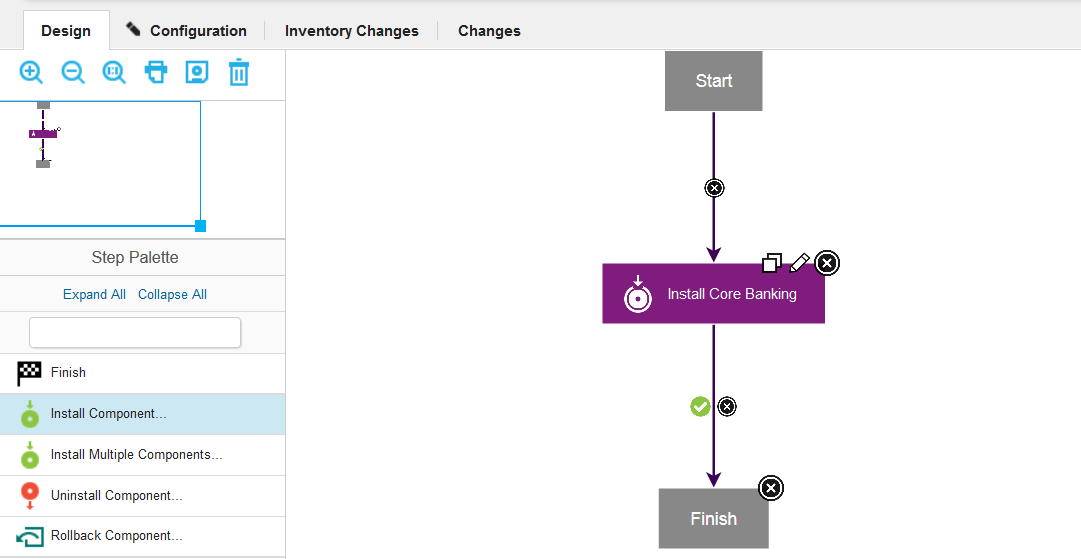 Design
Configuration
Inventory Changes
Changes
Step Palette
Expand All Collapse All
Finish
Install Component...
Install Multiple Components...
Uninstall Component...
Rollback Component...
Start
Install Core Banking
Finish